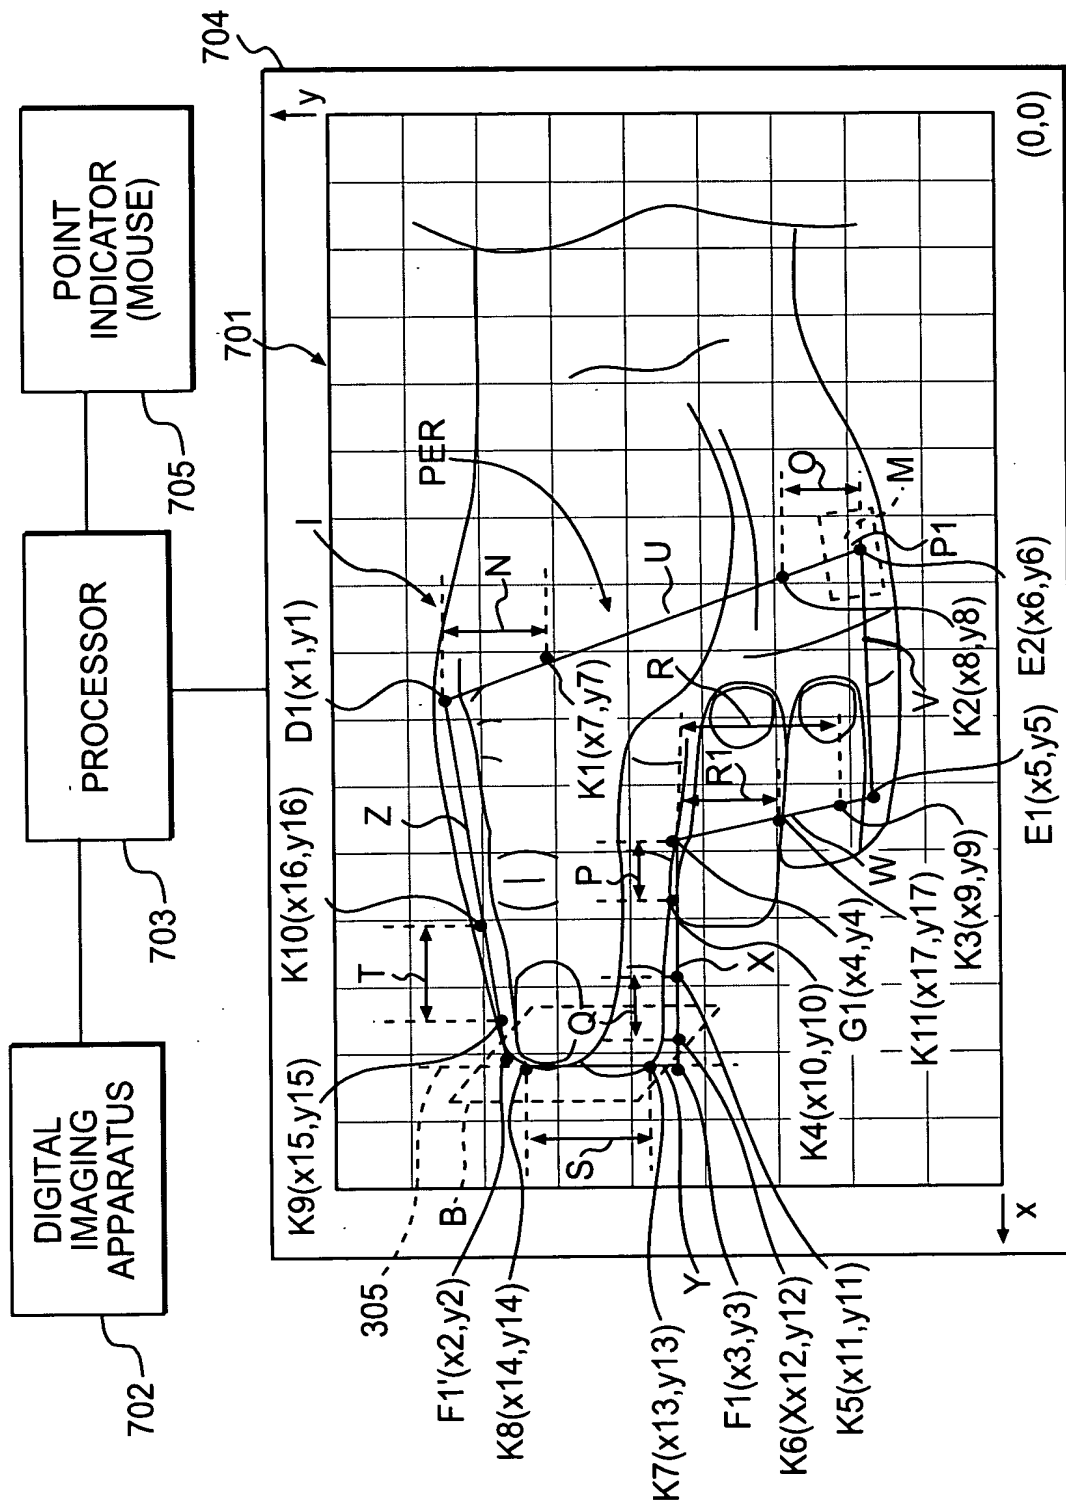 DIGITAL
IMAGING
APPARATUS
702
PROCESSOR
703
POINT
INDICATOR
(MOUSE)
705
704
701
y
x
(0,0)
K9(x15,y15)
K10(x16,y16)
D1(x1,y1)
I
PER
N
Z
T
U
K1(x7,y7)
R
R1
O
M
P1
P
Q
S
B
305
X
Y
W
V
F1'(x2,y2)
K8(x14,y14)
K7(x13,y13)
F1(x3,y3)
K6(Xx12,y12)
K5(x11,y11)
K4(x10,y10)
G1(x4,y4)
K11(x17,y17)
K3(x9,y9)
E1(x5,y5)
K2(x8,y8)
E2(x6,y6)